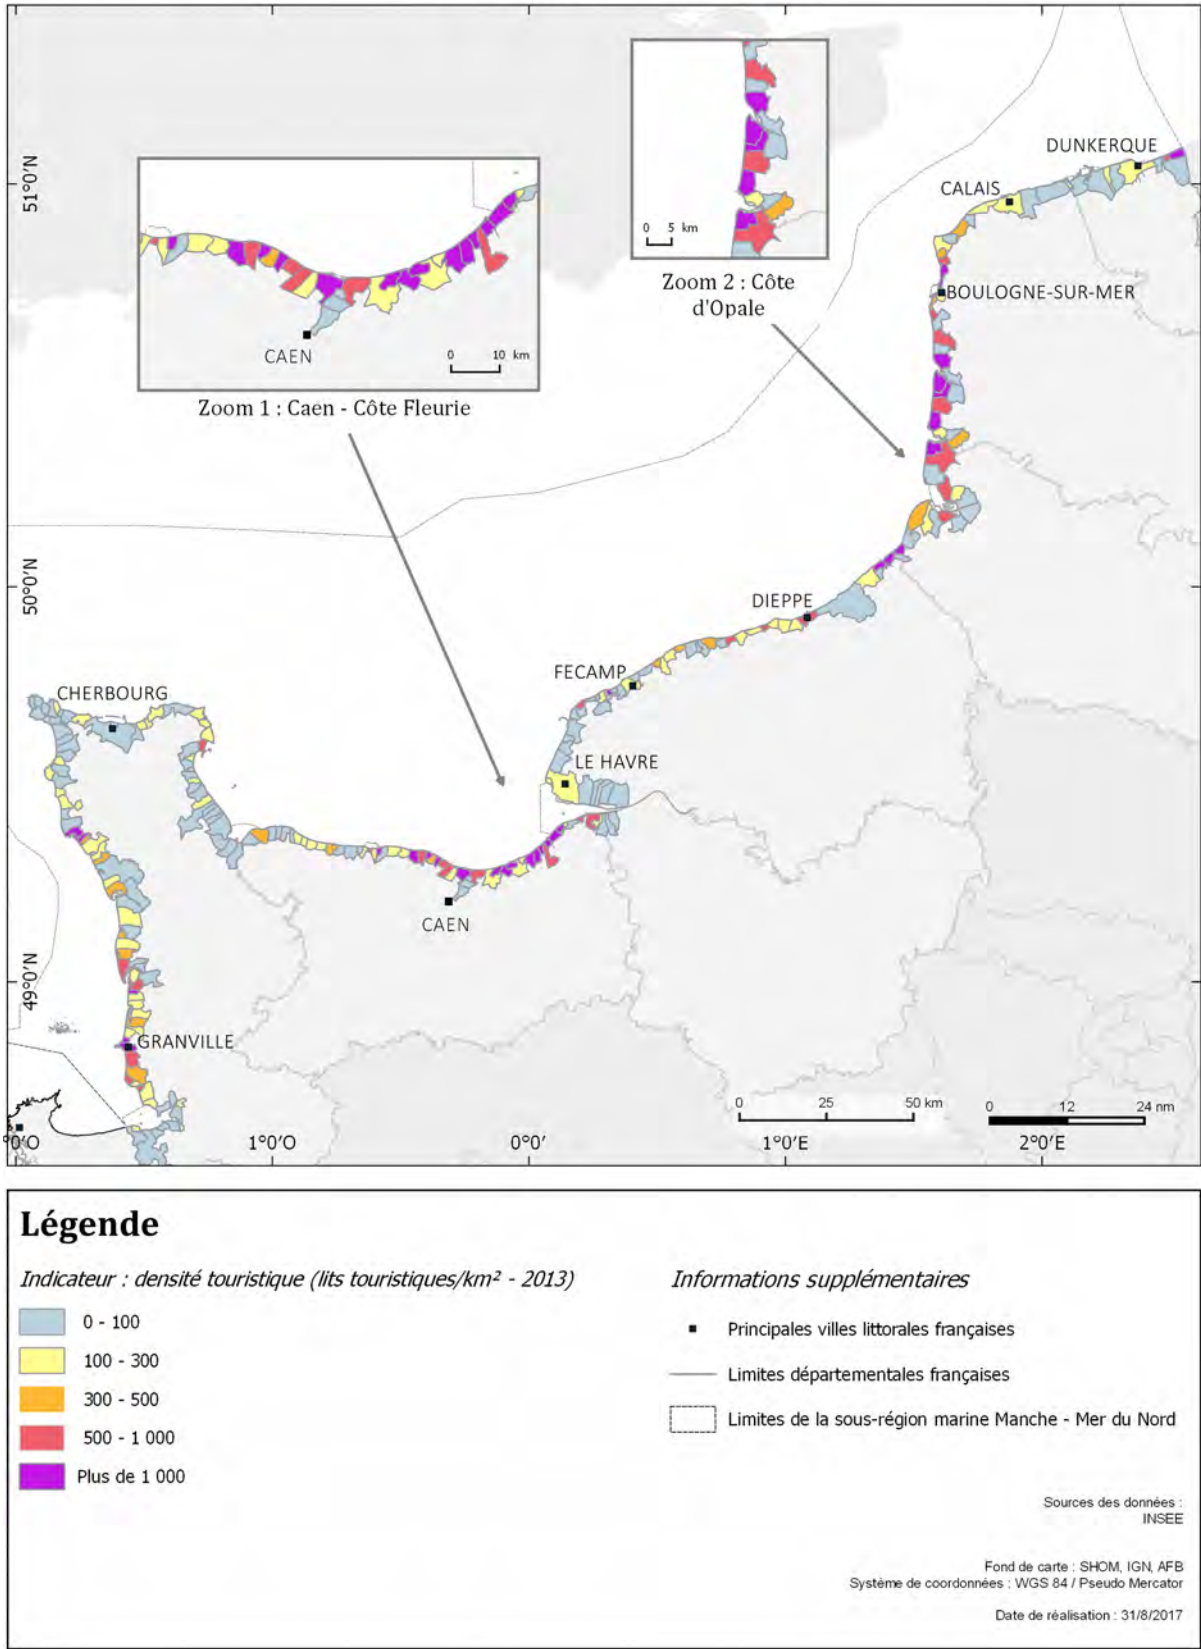 51°0'N
50°0'N
49°0'N
DUNKERQUE
CALAIS
BOULOGNE-SUR-MER
0 5 km
Zoom 2 : Côte
d'Opale
CAEN
0 10 km
Zoom 1 : Caen - Côte Fleurie
DIEPPE
FECAMP
CHERBOURG
LE HAVRE
CAEN
GRANVILLE
0 25 50 km
0 12 24 nm
°0'O 1°0'O 0°0' 1°0'E 2°0'E
Légende
Indicateur : densité touristique (lits touristiques/km² - 2013)
0 - 100
100 - 300
300 - 500
500 - 1 000
Plus de 1 000
Informations supplémentaires
Principales villes littorales françaises
Limites départementales françaises
Limites de la sous-région marine Manche - Mer du Nord
Sources des données :
INSEE
Fond de carte : SHOM, IGN, AFB
Système de coordonnées : WGS 84 / Pseudo Mercator
Date de réalisation : 31/8/2017